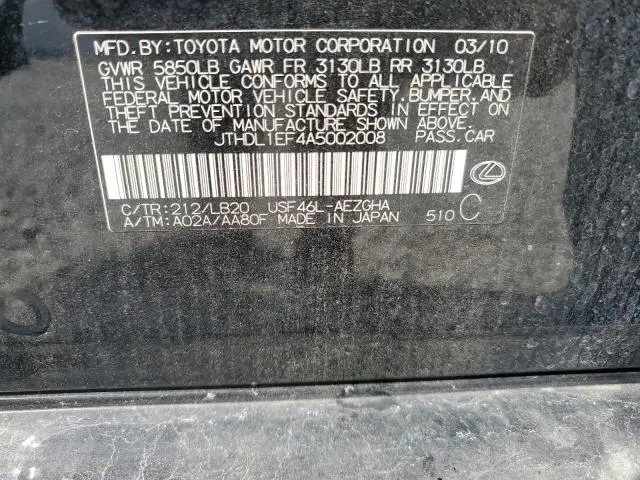 MFD.BY:TOYOTA MOTOR CORPORATION 03/10
GVWR 5850LB GAWR FR 3130LB RR 3130LB
THIS VEHICLE CONFORMS TO ALL APPLICABLE
FEDERAL MOTOR VEHICLE SAFETY,BUMPER,AND
THEFT PREVENTION STANDARDS IN EFFECT ON
THE DATE OF MANUFACTURE SHOWN ABOVE.
JTHDL1EF4A5002008 PASS.CAR
C/TR:212/LB20 USF46L-AEZGHA
A/TM:A02A/AA80F MADE IN JAPAN 510 C